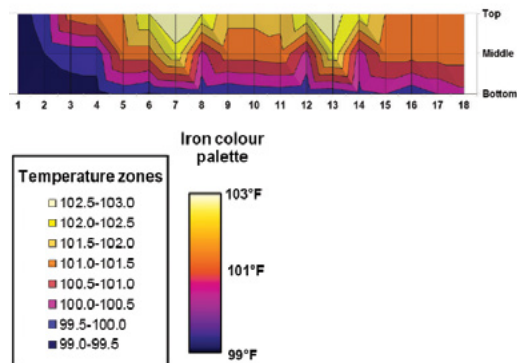 Top
Middle
Bottom
1 2 3 4 5 6 7 8 9 10 11 12 13 14 15 16 17 18
Iron colour
palette
Temperature zones
102.5-103.0
102.0-102.5
101.5-102.0
101.0-101.5
100.5-101.0
100.0-100.5
99.5-100.0
99.0-99.5
103°F
101°F
99°F